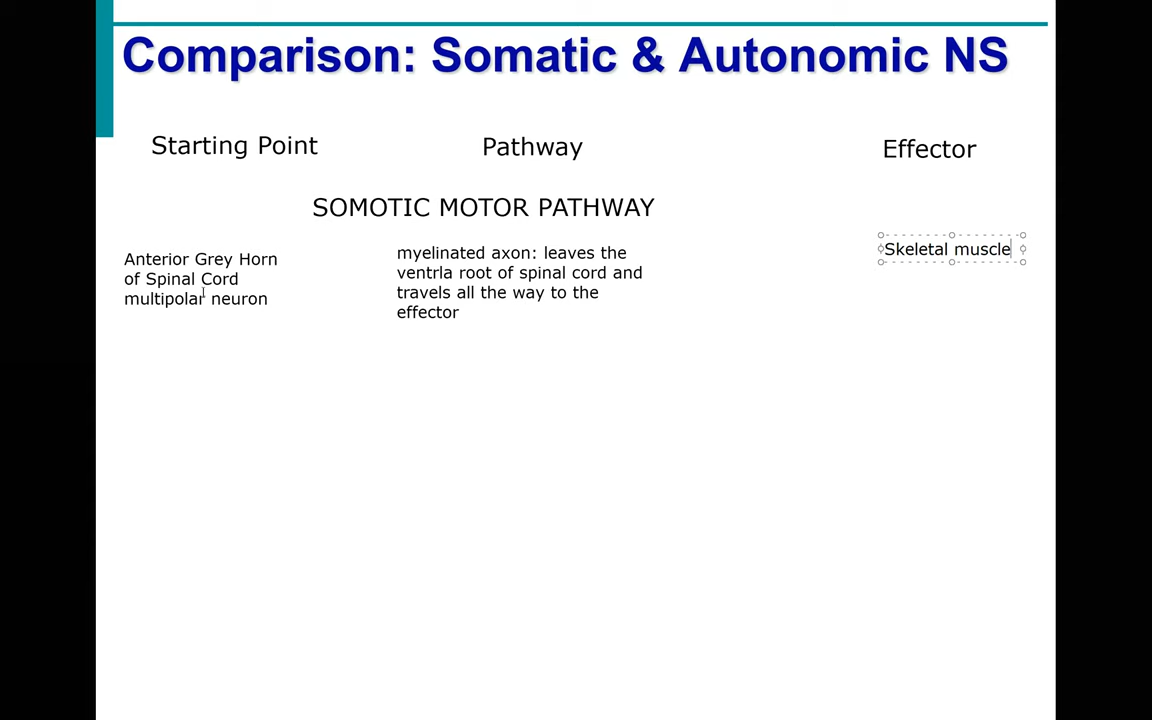 Comparison: Somatic & Autonomic NS
Starting Point
Pathway
Effector
SOMOTIC MOTOR PATHWAY
Anterior Grey Horn
of Spinal Cord
multipolar neuron
myelinated axon: leaves the
ventrla root of spinal cord and
travels all the way to the
effector
Skeletal muscle